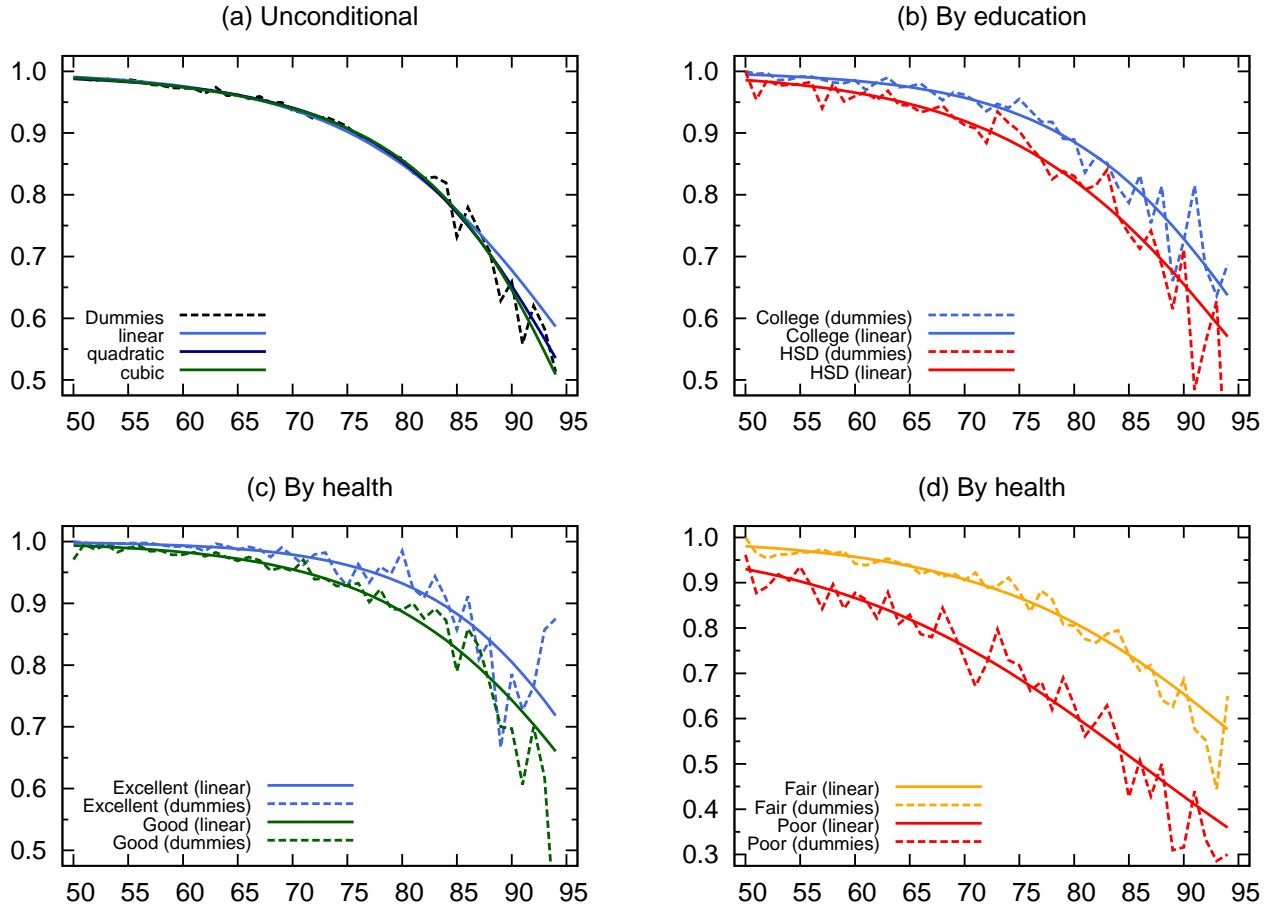 (a) Unconditional
1.0
0.9
0.8
0.7
0.6
0.5
Dummies
linear
quadratic
cubic
50 55 60 65 70 75 80 85 90 95
(b) By education
1.0
0.9
0.8
0.7
0.6
0.5
College (dummies)
College (linear)
HSD (dummies)
HSD (linear)
50 55 60 65 70 75 80 85 90 95
(c) By health
1.0
0.9
0.8
0.7
0.6
0.5
Excellent (linear)
Excellent (dummies)
Good (linear)
Good (dummies)
50 55 60 65 70 75 80 85 90 95
(d) By health
1.0
0.9
0.8
0.7
0.6
0.5
0.4
0.3
Fair (linear)
Fair (dummies)
Poor (linear)
Poor (dummies)
50 55 60 65 70 75 80 85 90 95